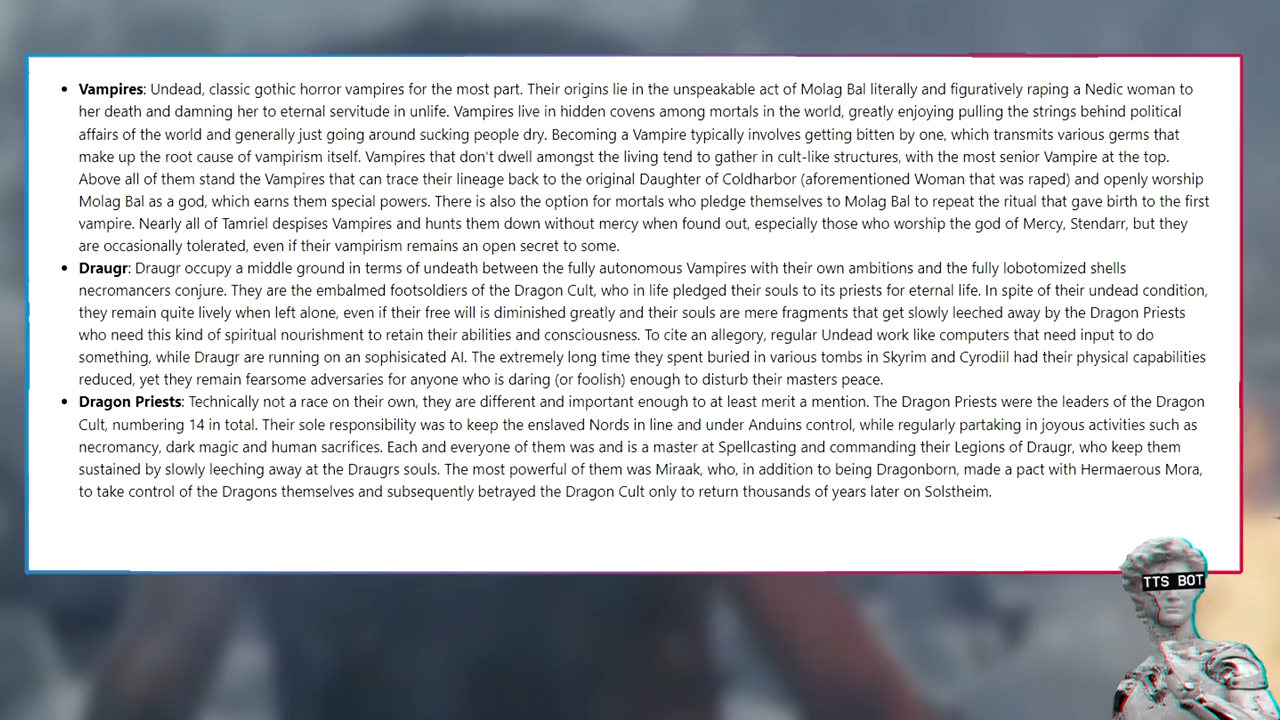 Vampires: Undead, classic gothic horror vampires for the most part. Their origins lie in the unspeakable act of Molag Bal literally and figuratively raping a Nedic woman to
her death and damning her to eternal servitude in unlife. Vampires live in hidden covens among mortals in the world, greatly enjoying pulling the strings behind political
affairs of the world and generally just going around sucking people dry. Becoming a Vampire typically involves getting bitten by one, which transmits various germs that
make up the root cause of vampirism itself. Vampires that don't dwell amongst the living tend to gather in cult-like structures, with the most senior Vampire at the top.
Above all of them stand the Vampires that can trace their lineage back to the original Daughter of Coldharbor (aforementioned Woman that was raped) and openly worship
Molag Bal as a god, which earns them special powers. There is also the option for mortals who pledge themselves to Molag Bal to repeat the ritual that gave birth to the first
vampire. Nearly all of Tamriel despises Vampires and hunts them down without mercy when found out, especially those who worship the god of Mercy, Stendarr, but they
are occasionally tolerated, even if their vampirism remains an open secret to some.
Draugr: Draugr occupy a middle ground in terms of undeath between the fully autonomous Vampires with their own ambitions and the fully lobotomized shells
necromancers conjure. They are the embalmed footsoldiers of the Dragon Cult, who in life pledged their souls to its priests for eternal life. In spite of their undead condition,
they remain quite lively when left alone, even if their free will is diminished greatly and their souls are mere fragments that get slowly leeched away by the Dragon Priests
who need this kind of spiritual nourishment to retain their abilities and consciousness. To cite an allegory, regular Undead work like computers that need input to do
something, while Draugr are running on an sophisicated AI. The extremely long time they spent buried in various tombs in Skyrim and Cyrodiil had their physical capabilities
reduced, yet they remain fearsome adversaries for anyone who is daring (or foolish) enough to disturb their masters peace.
Dragon Priests: Technically not a race on their own, they are different and important enough to at least merit a mention. The Dragon Priests were the leaders of the Dragon
Cult, numbering 14 in total. Their sole responsibility was to keep the enslaved Nords in line and under Anduins control, while regularly partaking in joyous activities such as
necromancy, dark magic and human sacrifices. Each and everyone of them was and is a master at Spellcasting and commanding their Legions of Draugr, who keep them
sustained by slowly leeching away at the Draugrs souls. The most powerful of them was Miraak, who, in addition to being Dragonborn, made a pact with Hermaerous Mora,
to take control of the Dragons themselves and subsequently betrayed the Dragon Cult only to return thousands of years later on Solstheim.
TTS BOT